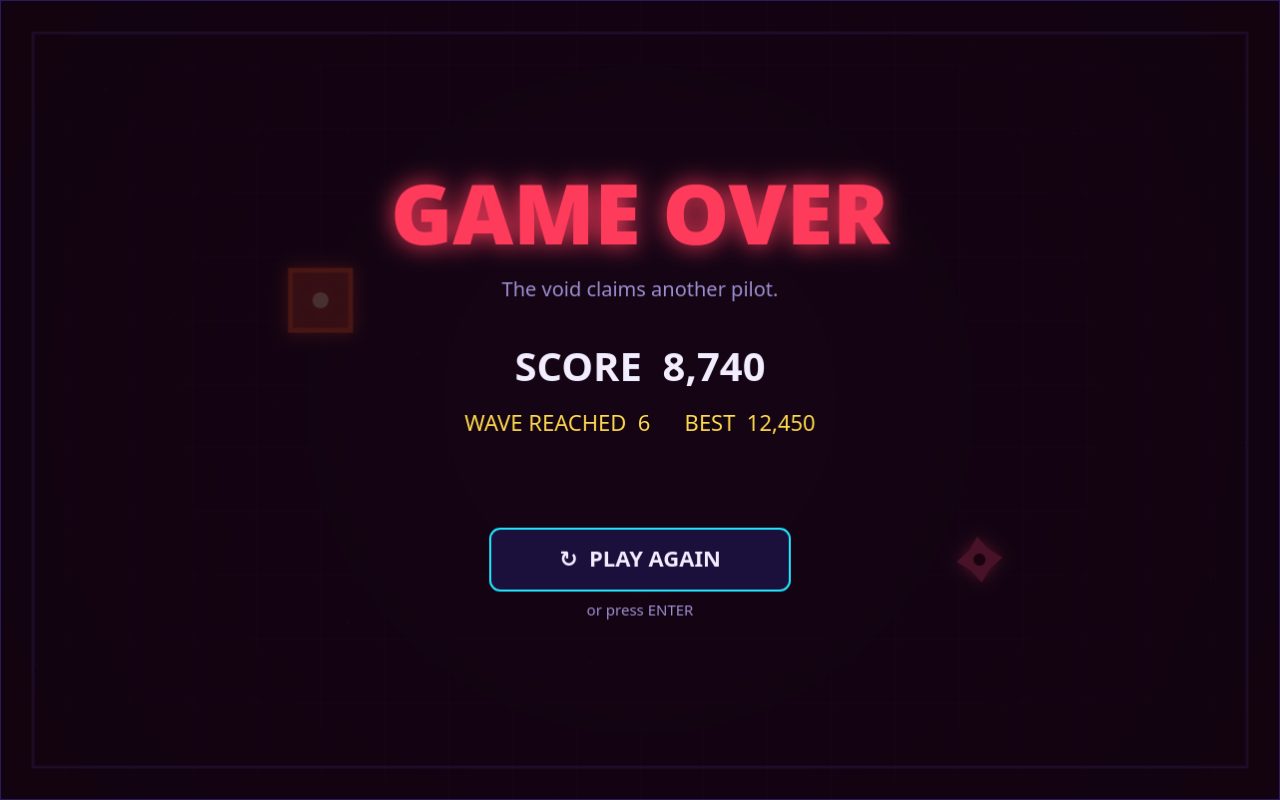 GAME OVER
The void claims another pilot.
SCORE 8,740
WAVE REACHED 6 BEST 12,450
↻ PLAY AGAIN
or press ENTER